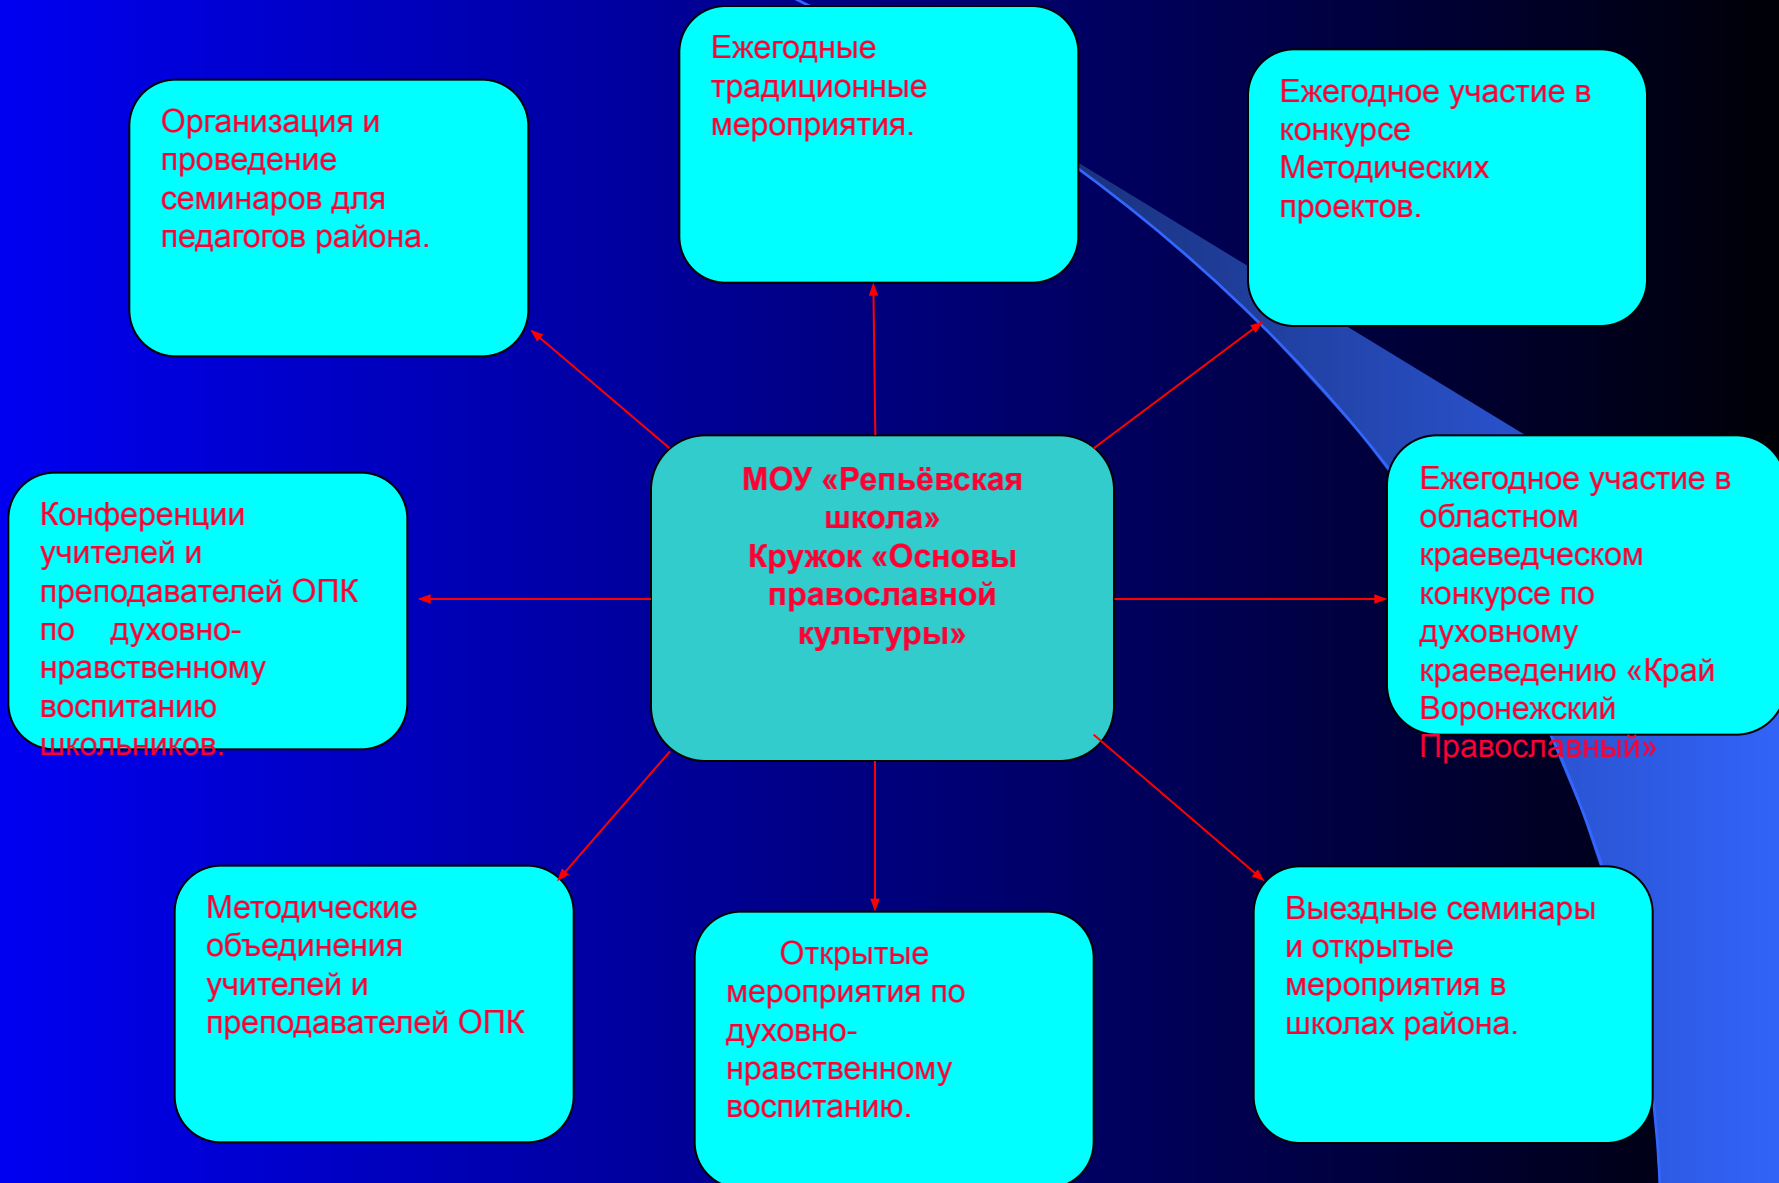 Ежегодные
традиционные
мероприятия.
Организация и
проведение
семинаров для
педагогов района.
Ежегодное участие в
конкурсе
Методических
проектов.
МОУ «Репьёвская
школа»
Кружок «Основы
православной
культуры»
Конференции
учителей и
преподавателей ОПК
по духовно-
нравственному
воспитанию
школьников.
Ежегодное участие в
областном
краеведческом
конкурсе по
духовному
краеведению «Край
Воронежский
Православный»
Методические
объединения
учителей и
преподавателей ОПК
Открытые
мероприятия по
духовно-
нравственному
воспитанию.
Выездные семинары
и открытые
мероприятия в
школах района.